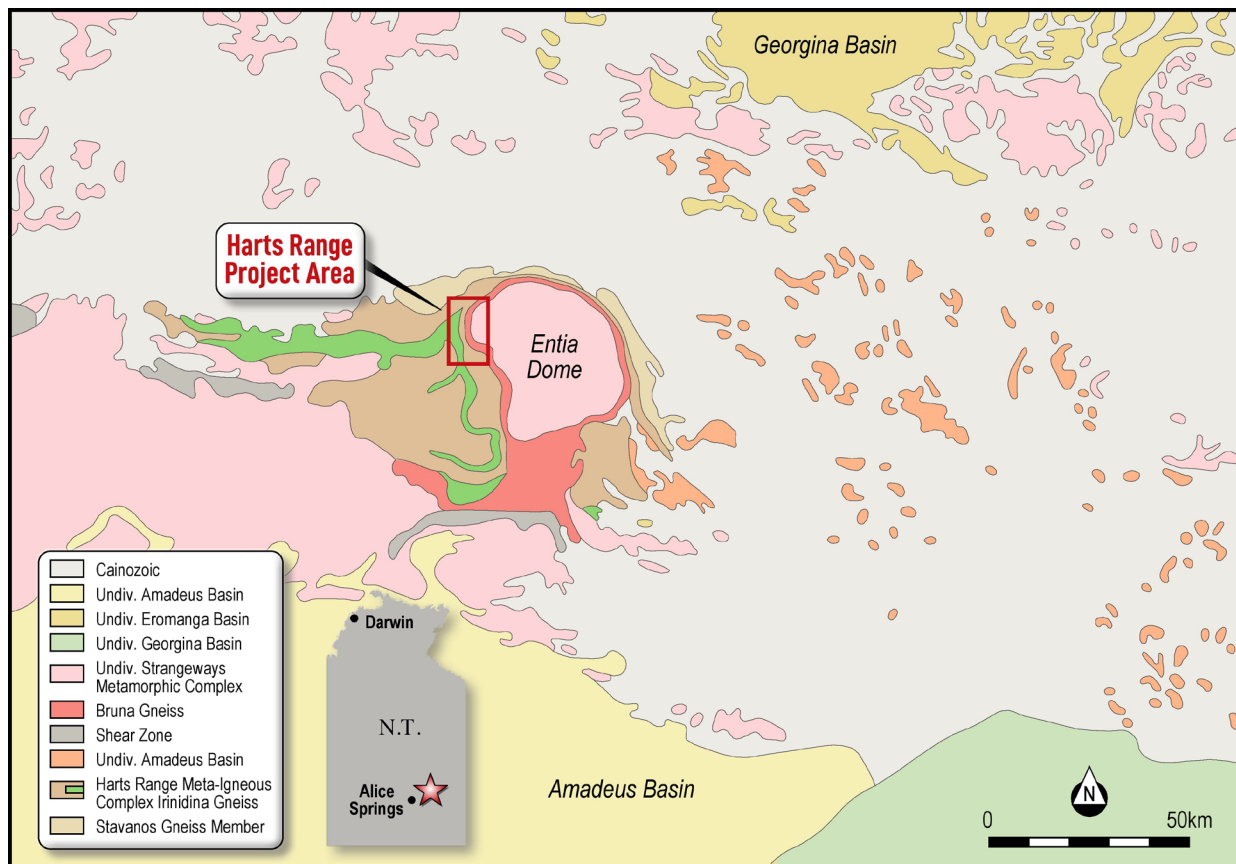 Georgina Basin
Harts Range
Project Area
Entia
Dome
Cainozoic
Undiv. Amadeus Basin
Undiv. Eromanga Basin
Undiv. Georgina Basin
Undiv. Strangeways
Metamorphic Complex
Bruna Gneiss
Shear Zone
Undiv. Amadeus Basin
Harts Range Meta-Igneous
Complex Irinidina Gneiss
Stavanos Gneiss Member
Darwin
N.T.
Alice
Springs
Amadeus Basin
N
0 50km